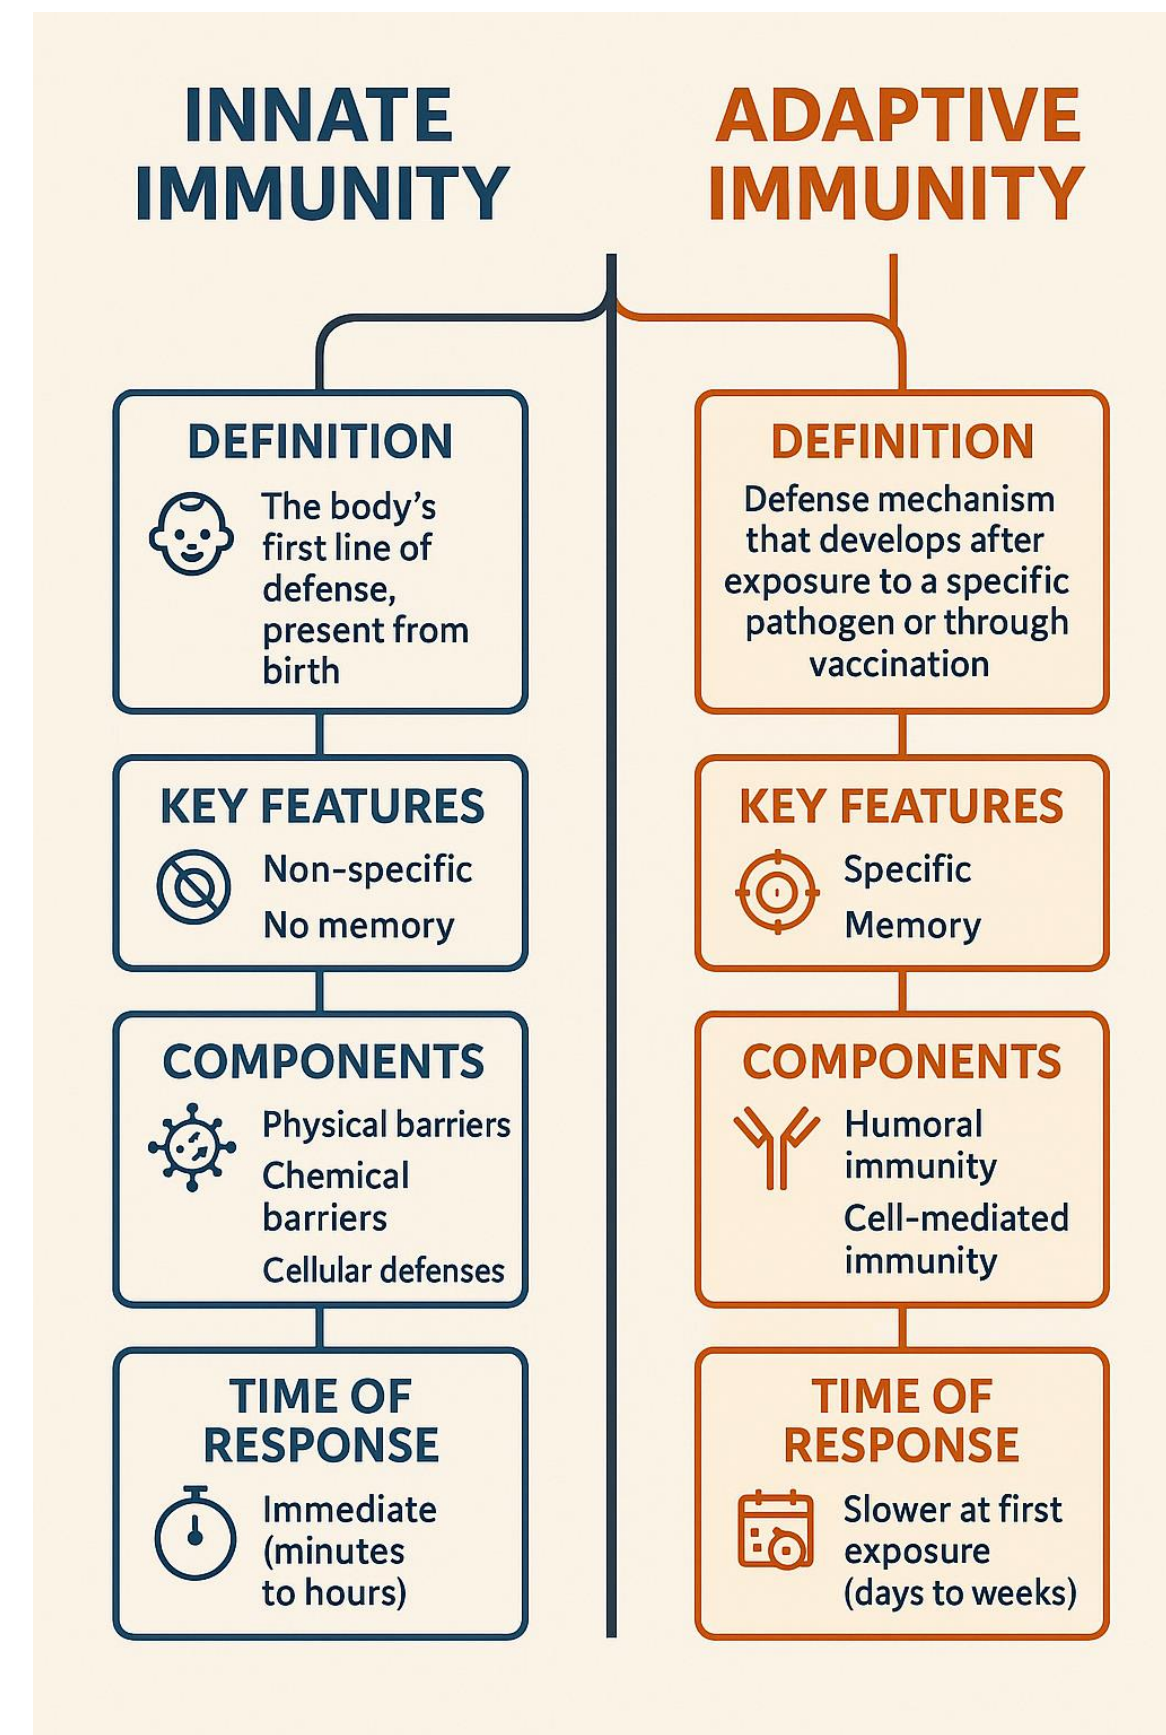 INNATE
IMMUNITY
DEFINITION
The body’s
first line of
defense,
present from
birth
KEY FEATURES
Non-specific
No memory
COMPONENTS
Physical barriers
Chemical
barriers
Cellular defenses
TIME OF
RESPONSE
Immediate
(minutes
to hours)
ADAPTIVE
IMMUNITY
DEFINITION
Defense mechanism
that develops after
exposure to a specific
pathogen or through
vaccination
KEY FEATURES
Specific
Memory
COMPONENTS
Humoral
immunity
Cell-mediated
immunity
TIME OF
RESPONSE
Slower at first
exposure
(days to weeks)